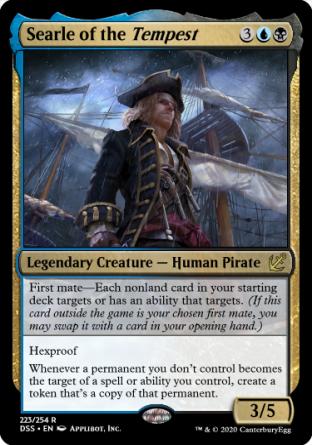 Searle of the Tempest 3
Legendary Creature — Human Pirate
First mate—Each nonland card in your starting
deck targets or has an ability that targets. (If this
card outside the game is your chosen first mate, you
may swap it with a card in your opening hand.)
Hexproof
Whenever a permanent you don't control becomes
the target of a spell or ability you control, create a
token that's a copy of that permanent.
3/5
223/254 R
DSS • EN Applibot, Inc.
™ & © 2020 CanterburyEgg